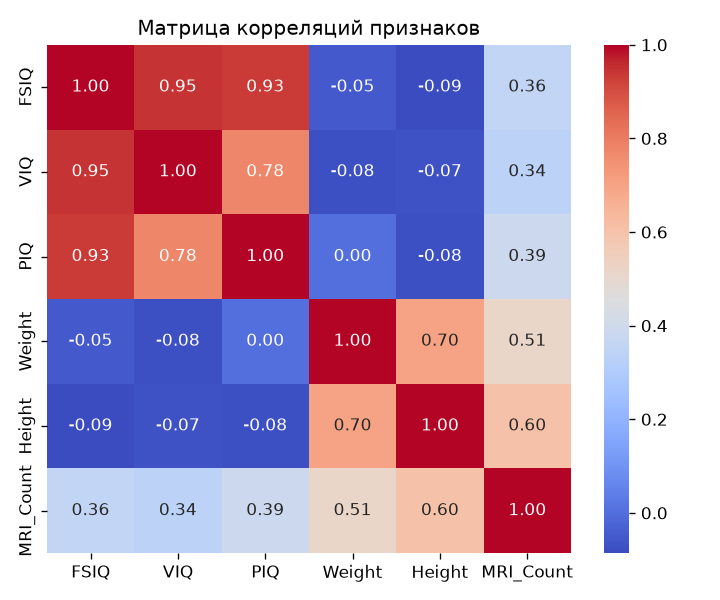 Матрица корреляций признаков
FSIQ 1.00 0.95 0.93 -0.05 -0.09 0.36
VIQ 0.95 1.00 0.78 -0.08 -0.07 0.34
PIQ 0.93 0.78 1.00 0.00 -0.08 0.39
Weight -0.05 -0.08 0.00 1.00 0.70 0.51
Height -0.09 -0.07 -0.08 0.70 1.00 0.60
MRI_Count 0.36 0.34 0.39 0.51 0.60 1.00
FSIQ VIQ PIQ Weight Height MRI_Count
1.0
0.8
0.6
0.4
0.2
0.0